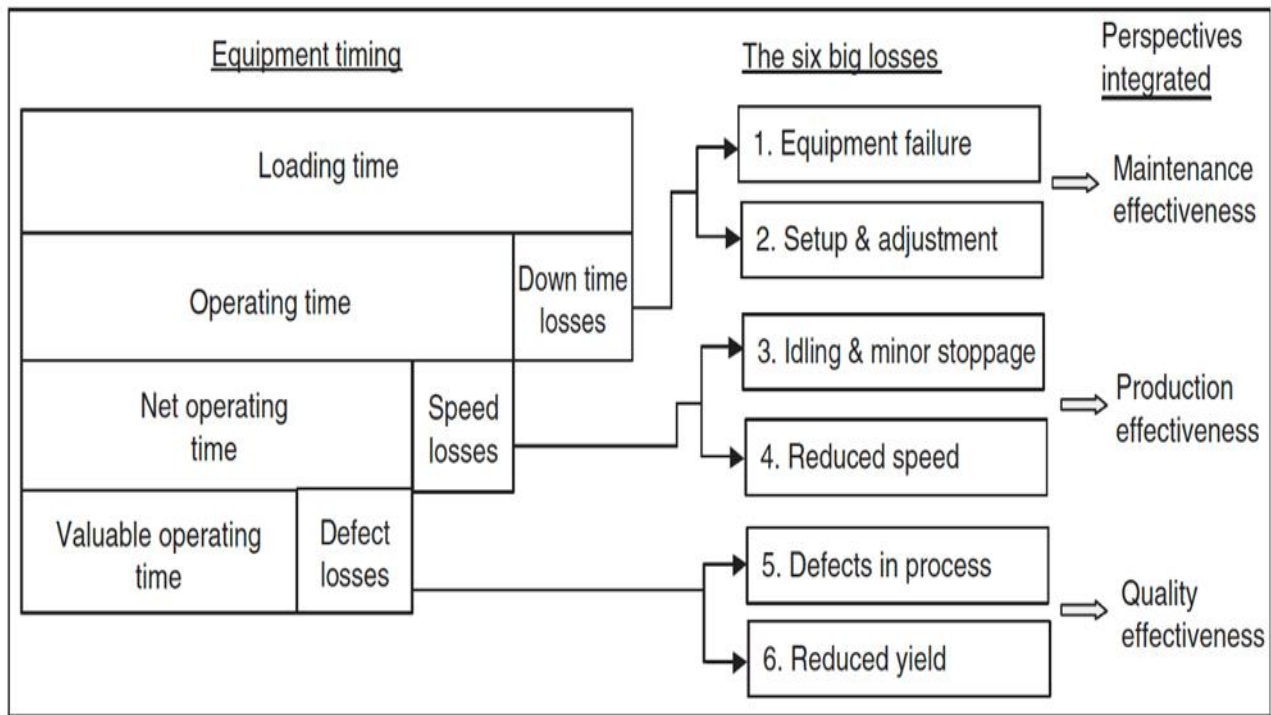 Equipment timing
The six big losses
Perspectives
integrated
Loading time
1. Equipment failure
Maintenance
effectiveness
2. Setup & adjustment
Operating time
Down time
losses
3. Idling & minor stoppage
Production
effectiveness
Net operating
time
Speed
losses
4. Reduced speed
Valuable operating
time
Defect
losses
5. Defects in process
Quality
effectiveness
6. Reduced yield